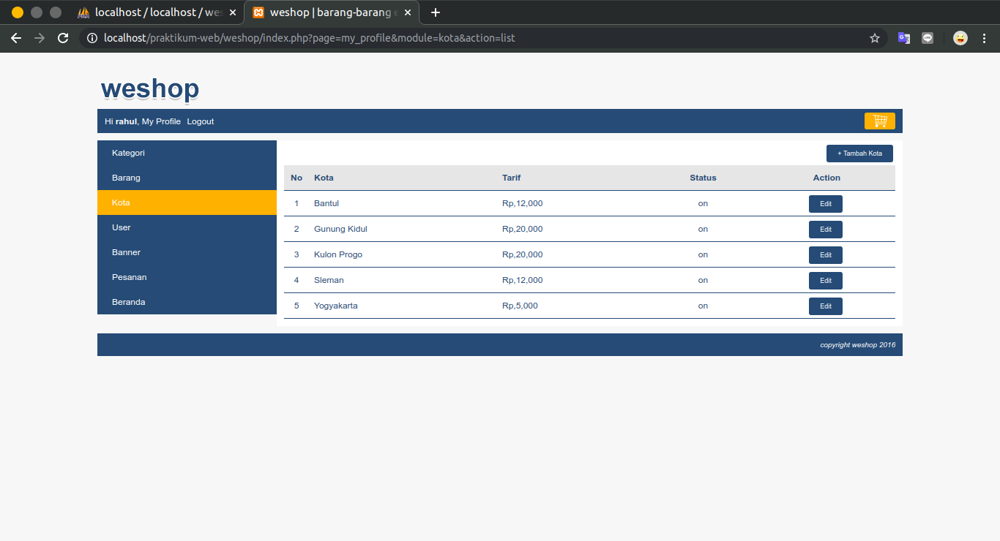 localhost / localhost / wes
weshop | barang-barang e
localhost/praktikum-web/weshop/index.php?page=my_profile&module=kota&action=list
weshop
Hi rahul, My Profile Logout
Kategori
Barang
Kota
User
Banner
Pesanan
Beranda
+ Tambah Kota
No Kota Tarif Status Action
1 Bantul Rp,12,000 on Edit
2 Gunung Kidul Rp,20,000 on Edit
3 Kulon Progo Rp,20,000 on Edit
4 Sleman Rp,12,000 on Edit
5 Yogyakarta Rp,5,000 on Edit
copyright weshop 2016